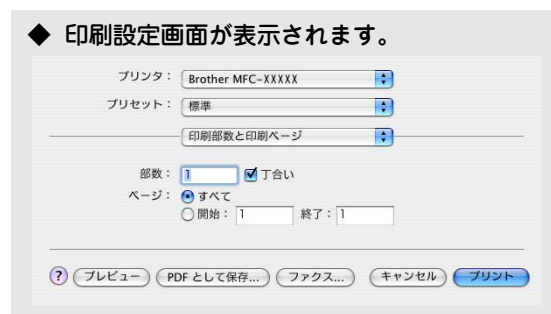 ◆ 印刷設定画面が表示されます。
プリンタ： Brother MFC-XXXXX
プリセット： 標準
印刷部数と印刷ページ
部数： 1 丁合い
ページ： すべて
開始： 1 終了： 1
? プレビュー PDF として保存... ファクス... キャンセル プリント